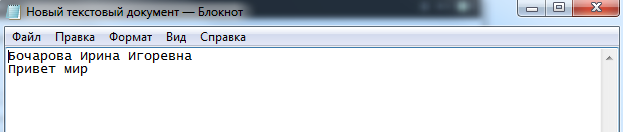 Новый текстовый документ — Блокнот
Файл Правка Формат Вид Справка
Бочарова Ирина Игоревна
Привет мир